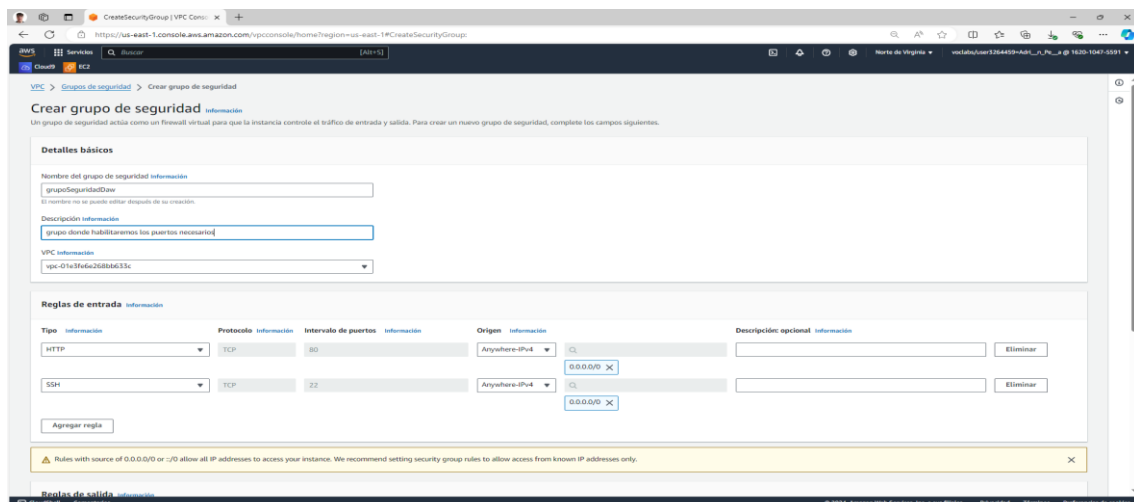 CreateSecurityGroup | VPC Conso
https://us-east-1.console.aws.amazon.com/vpcconsole/home?region=us-east-1#CreateSecurityGroup:
aws Servicios Buscar [Alt+S] Norte de Virginia voclabs/user3264459=Adri__n_Pe__a @ 1620-1047-5591
Cloud9 EC2
VPC > Grupos de seguridad > Crear grupo de seguridad
Crear grupo de seguridad Información
Un grupo de seguridad actúa como un firewall virtual para que la instancia controle el tráfico de entrada y salida. Para crear un nuevo grupo de seguridad, complete los campos siguientes.
Detalles básicos
Nombre del grupo de seguridad Información
grupoSeguridadDaw
El nombre no se puede editar después de su creación.
Descripción Información
grupo donde habilitaremos los puertos necesarios
VPC Información
vpc-01e3fe6e268bb633c
Reglas de entrada Información
Tipo Información Protocolo Información Intervalo de puertos Información Origen Información Descripción: opcional Información
HTTP TCP 80 Anywhere-IPv4 Eliminar
0.0.0.0/0
SSH TCP 22 Anywhere-IPv4 Eliminar
0.0.0.0/0
Agregar regla
Rules with source of 0.0.0.0/0 or ::/0 allow all IP addresses to access your instance. We recommend setting security group rules to allow access from known IP addresses only.
Reglas de salida Información